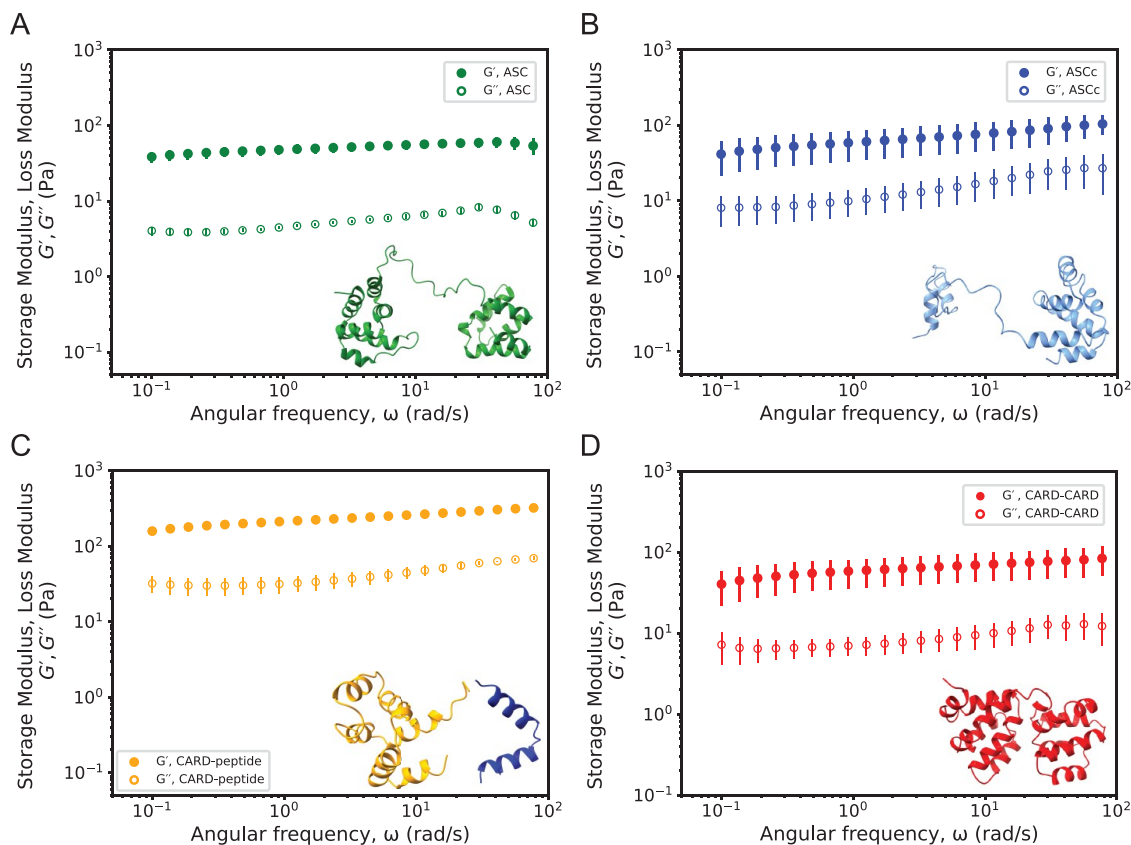 A
Storage Modulus, Loss Modulus
G′, G″ (Pa)
10³
10²
10¹
10⁰
10⁻¹
G′, ASC
G″, ASC
10⁻¹
10⁰
10¹
10²
Angular frequency, ω (rad/s)
B
Storage Modulus, Loss Modulus
G′, G″ (Pa)
10³
10²
10¹
10⁰
10⁻¹
G′, ASCc
G″, ASCc
10⁻¹
10⁰
10¹
10²
Angular frequency, ω (rad/s)
C
Storage Modulus, Loss Modulus
G′, G″ (Pa)
10³
10²
10¹
10⁰
10⁻¹
G′, CARD-peptide
G″, CARD-peptide
10⁻¹
10⁰
10¹
10²
Angular frequency, ω (rad/s)
D
Storage Modulus, Loss Modulus
G′, G″ (Pa)
10³
10²
10¹
10⁰
10⁻¹
G′, CARD-CARD
G″, CARD-CARD
10⁻¹
10⁰
10¹
10²
Angular frequency, ω (rad/s)